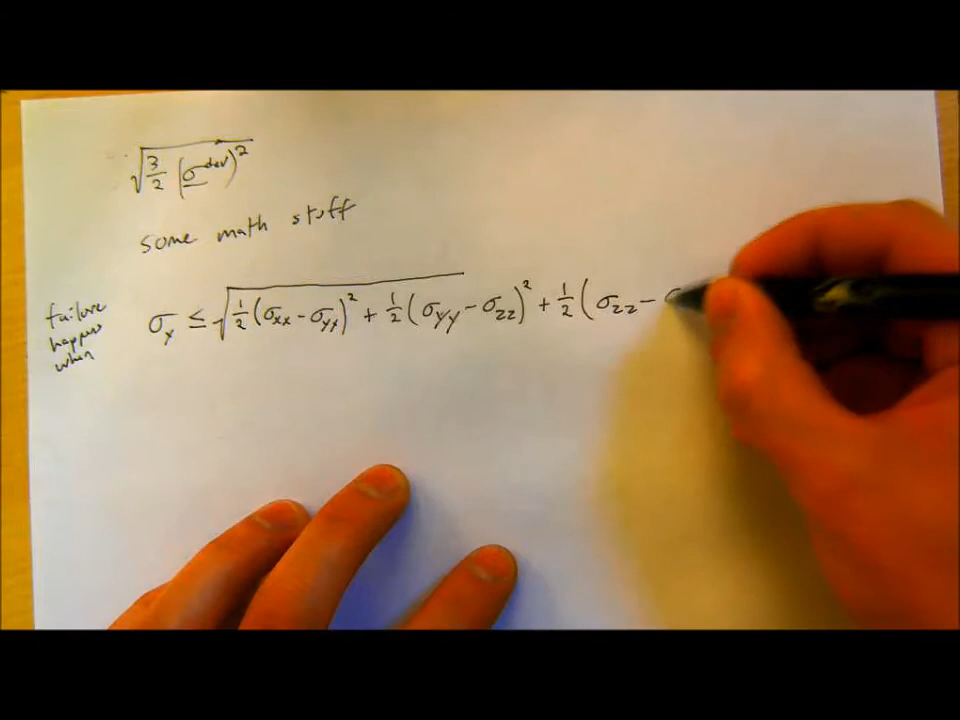 √(3/2 (σ^dev)²)
some math stuff
failure
happens
when
σ_y ≤ √(1/2(σ_xx - σ_yy)² + 1/2(σ_yy - σ_zz)² + 1/2(σ_zz - σ